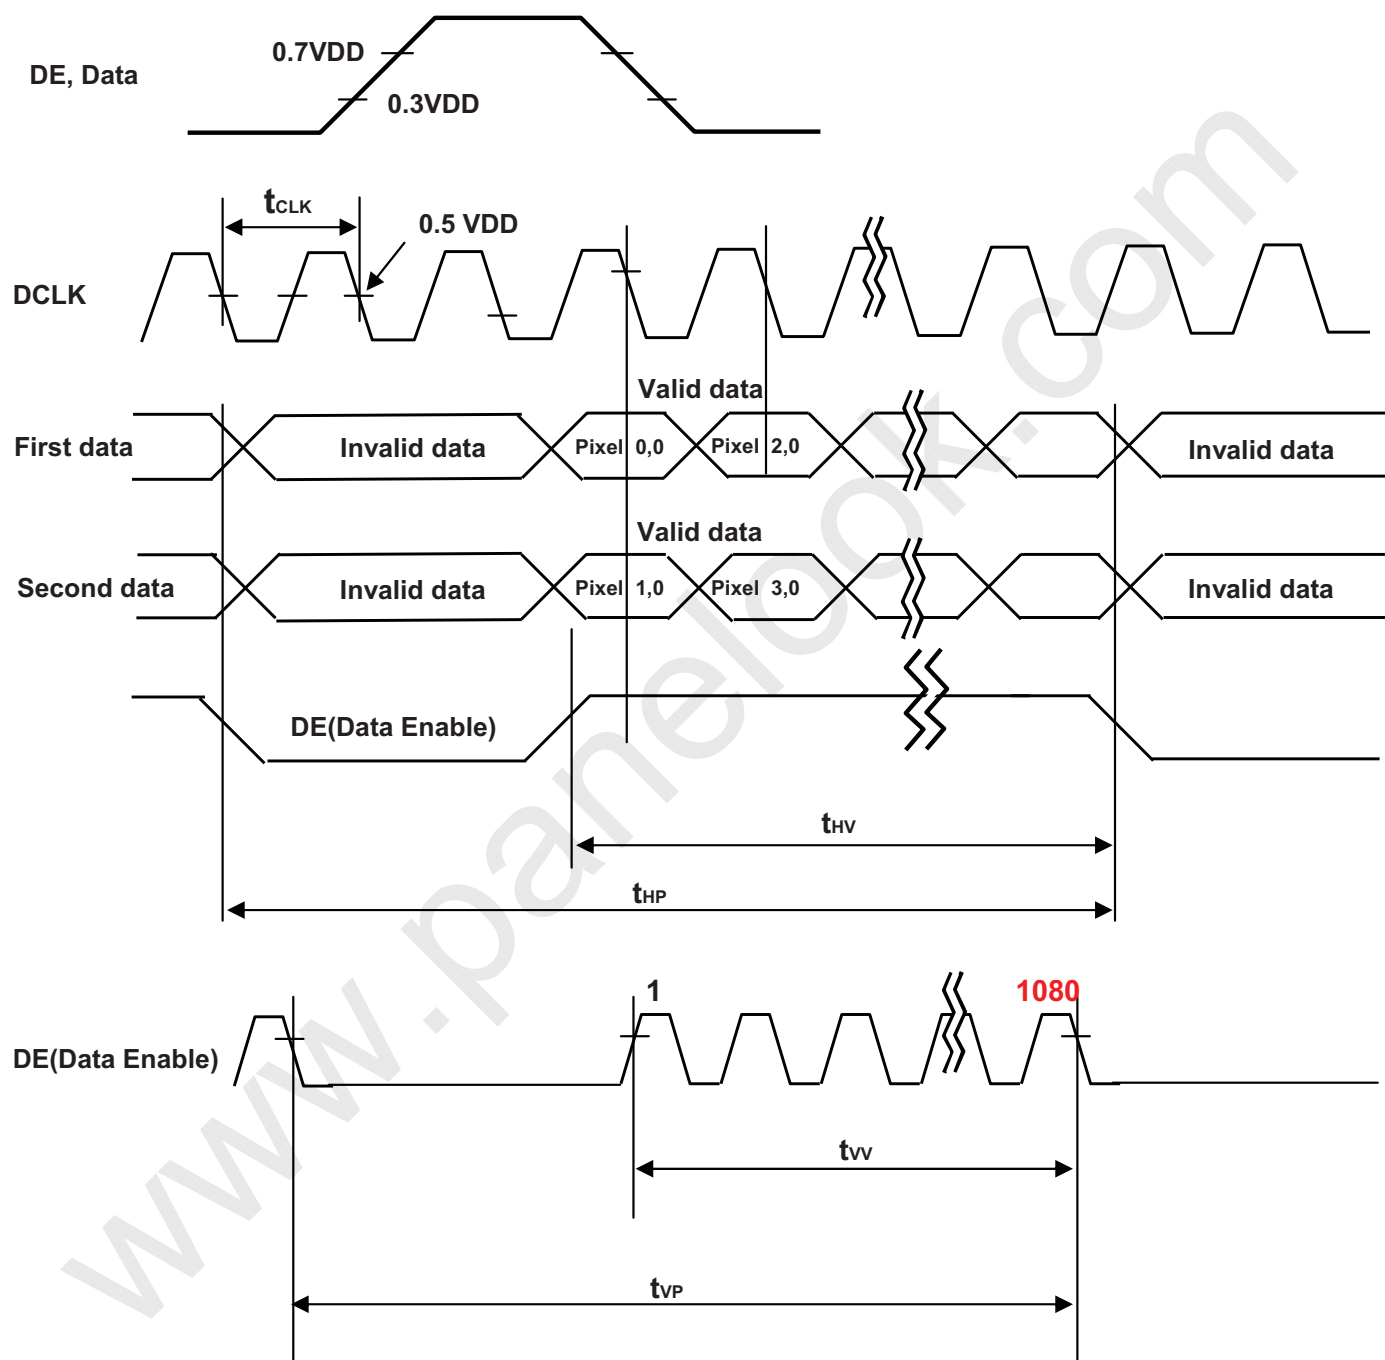 0.7VDD
DE, Data
0.3VDD
tCLK
0.5 VDD
DCLK
Valid data
First data
Invalid data
Pixel 0,0
Pixel 2,0
Invalid data
Valid data
Second data
Invalid data
Pixel 1,0
Pixel 3,0
Invalid data
DE(Data Enable)
tHV
tHP
1
1080
DE(Data Enable)
tVV
tVP
www.panelook.com